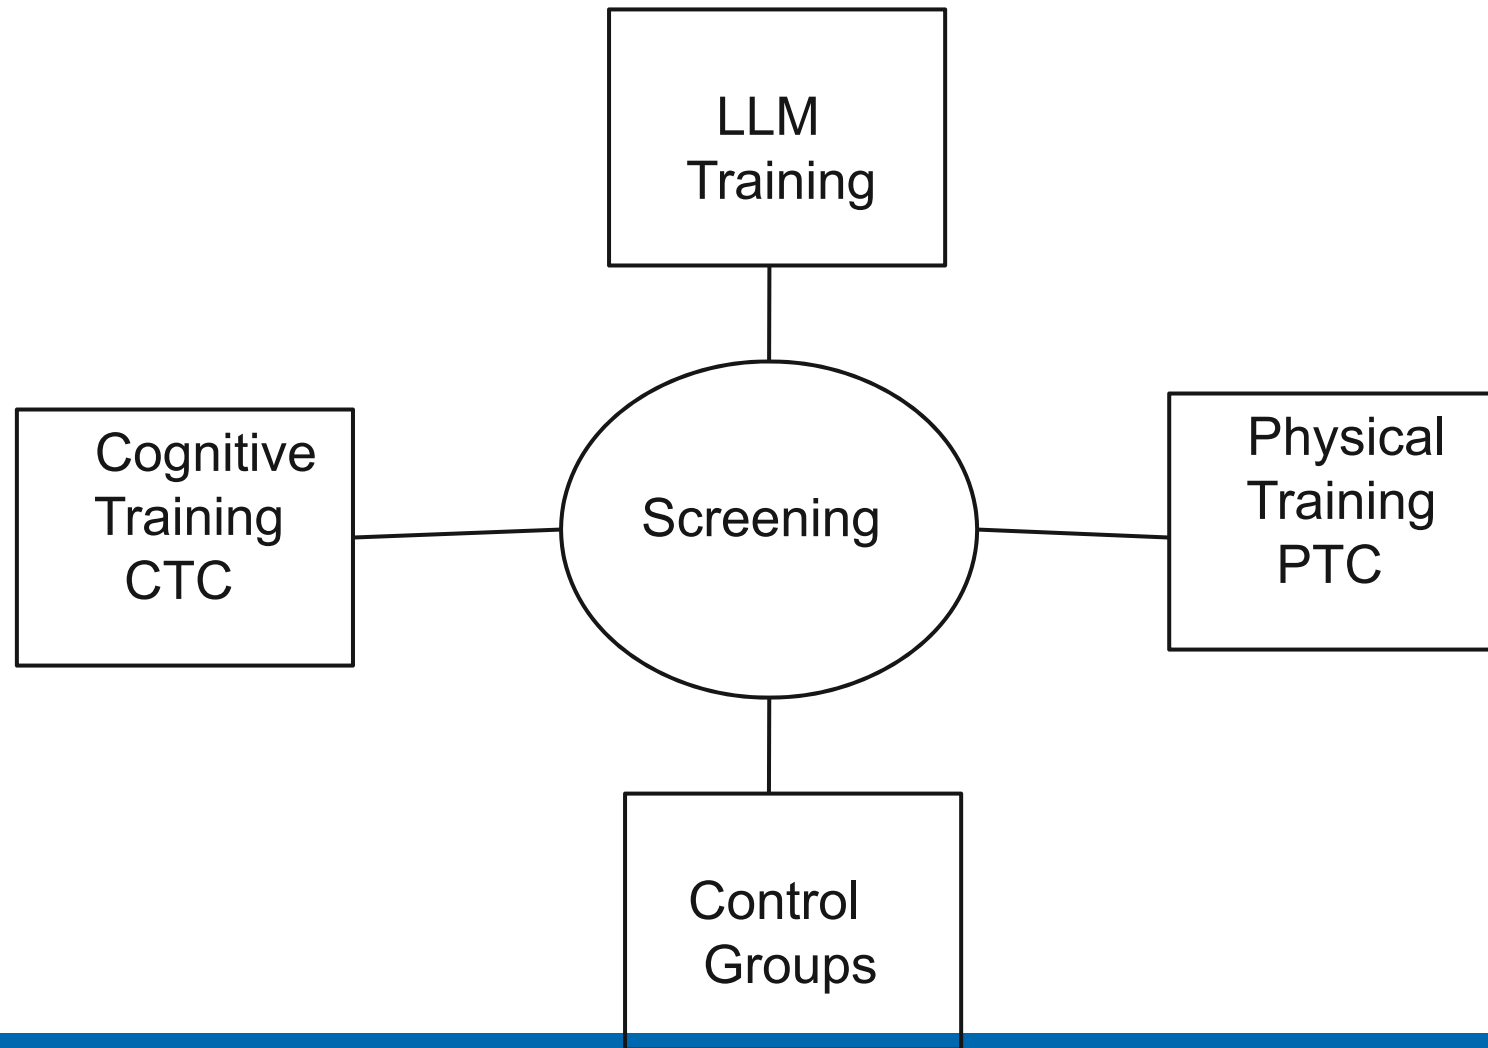 LLM
Training
Cognitive
Training
CTC
Screening
Physical
Training
PTC
Control
Groups